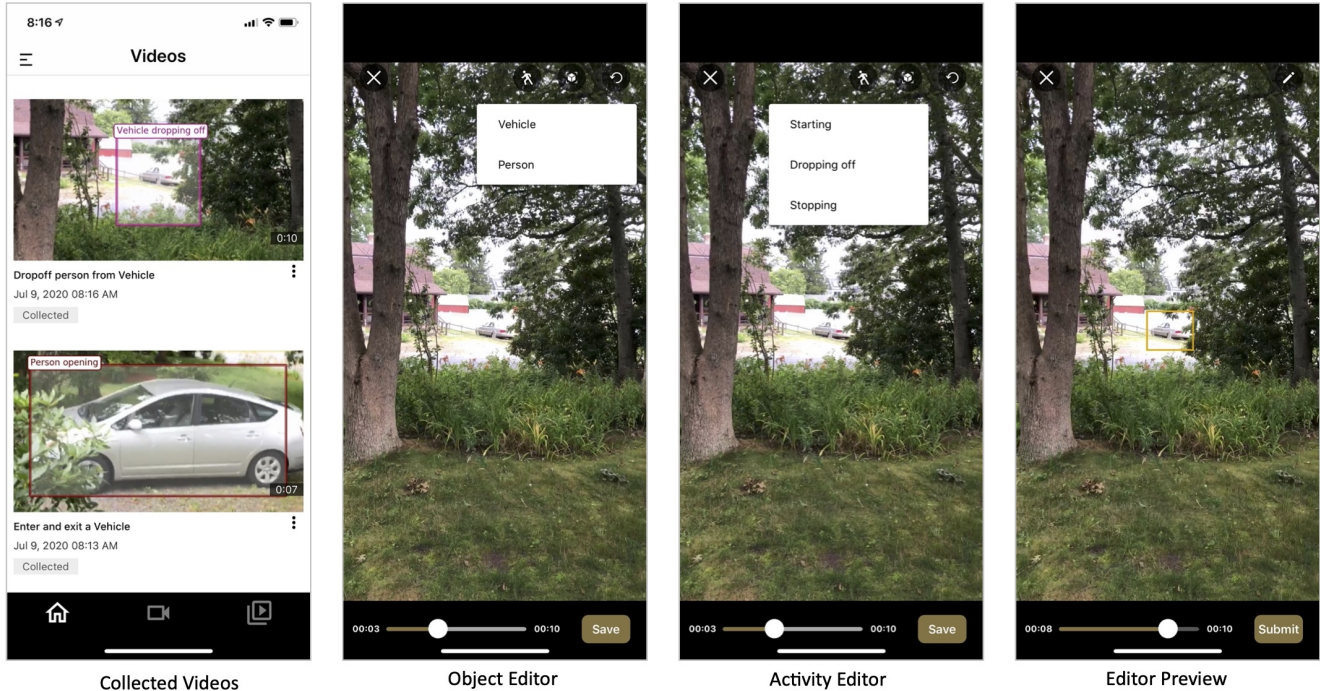 8:16
Videos
Vehicle dropping off
0:10
Dropoff person from Vehicle
Jul 9, 2020 08:16 AM
Collected
Person opening
0:07
Enter and exit a Vehicle
Jul 9, 2020 08:13 AM
Collected
Collected Videos
Vehicle
Person
00:03
00:10
Save
Object Editor
Starting
Dropping off
Stopping
00:03
00:10
Save
Activity Editor
00:08
00:10
Submit
Editor Preview